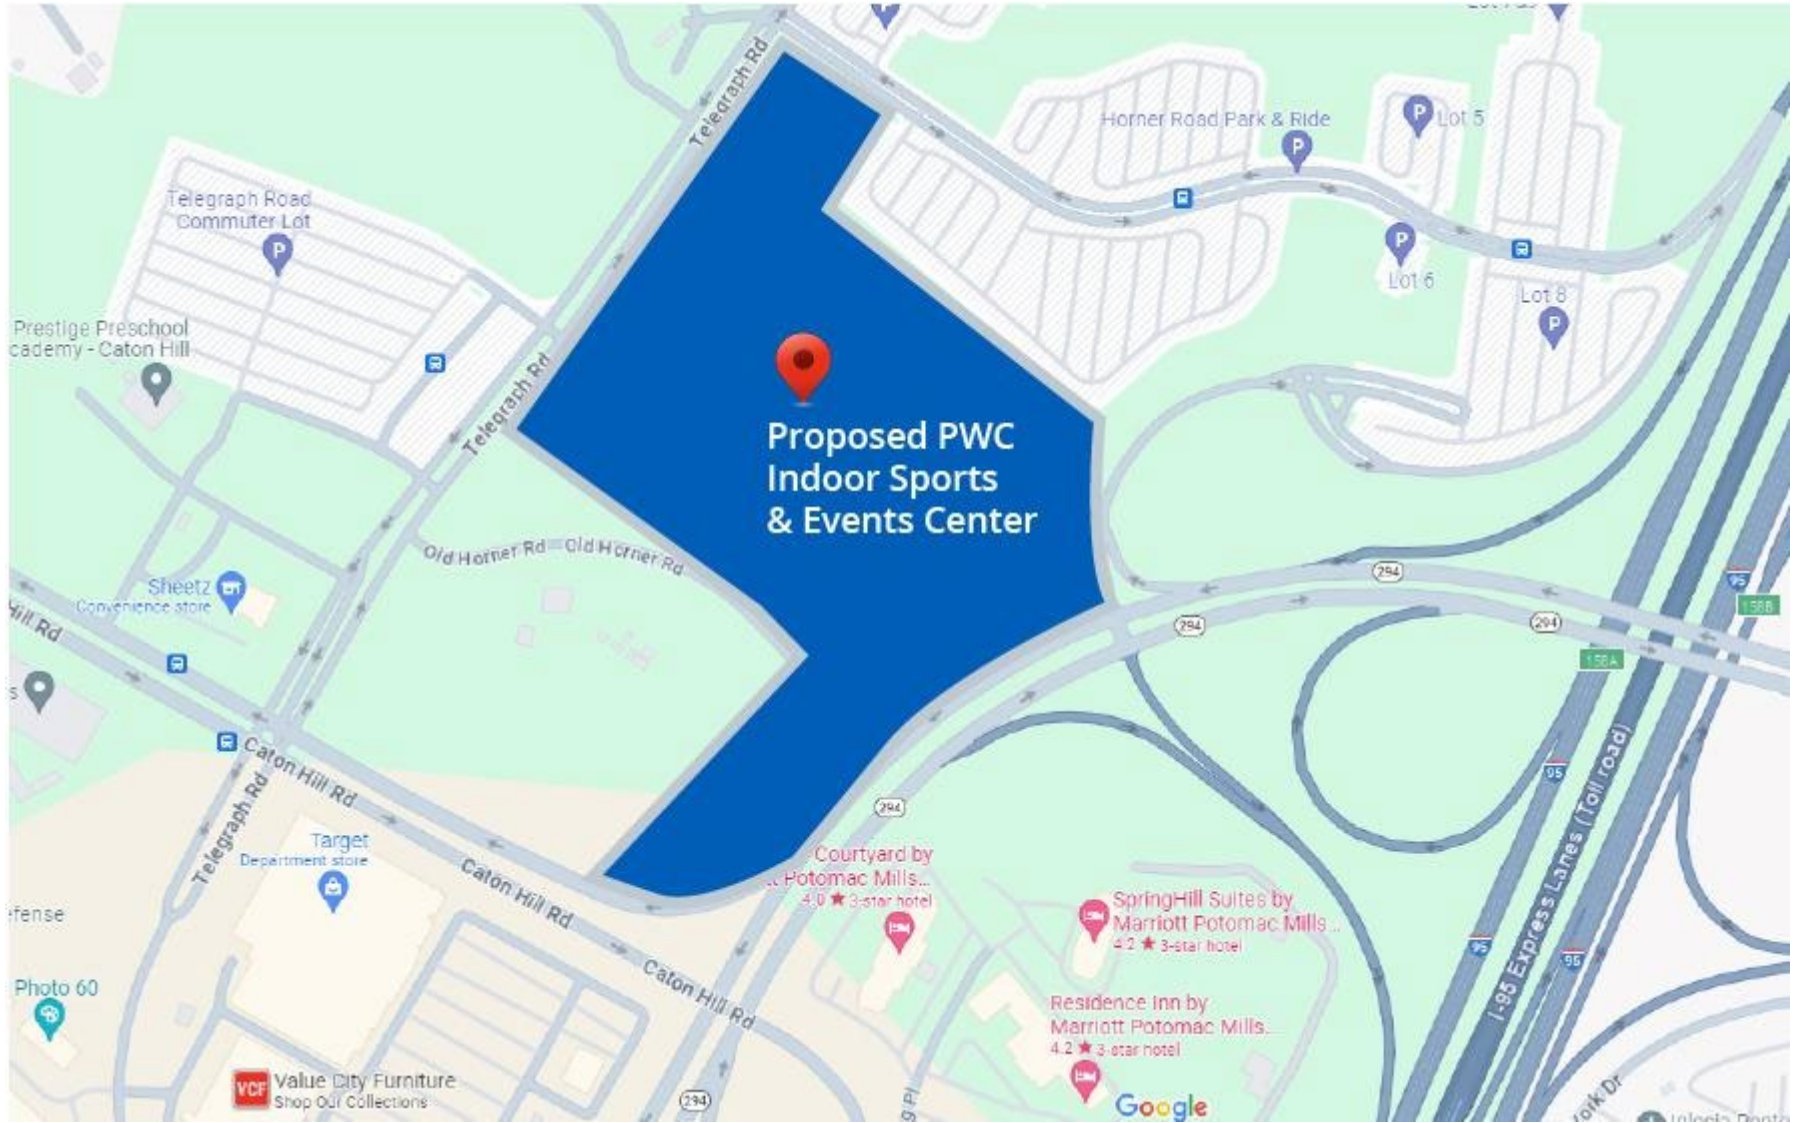 Telegraph Rd
Horner Road Park & Ride
Lot 5
Telegraph Road
Commuter Lot
Lot 6
Lot 8
Prestige Preschool
cademy - Caton Hill
Telegraph Rd
Proposed PWC
Indoor Sports
& Events Center
Old Horner Rd
Old Horner Rd
Sheetz
Convenience store
Hill Rd
294
95
158B
294
294
158A
s
Caton Hill Rd
95
I-95 Express Lanes (Toll road)
Telegraph Rd
294
Target
Department store
Courtyard by
Potomac Mills...
4.0 ★ 3-star hotel
Caton Hill Rd
SpringHill Suites by
Marriott Potomac Mills...
4.2 ★ 3-star hotel
efense
95
95
Caton Hill Rd
Photo 60
Residence Inn by
Marriott Potomac Mills...
4.2 ★ 3-star hotel
VCF
Value City Furniture
Shop Our Collections
294
g Pl
Google
York Dr